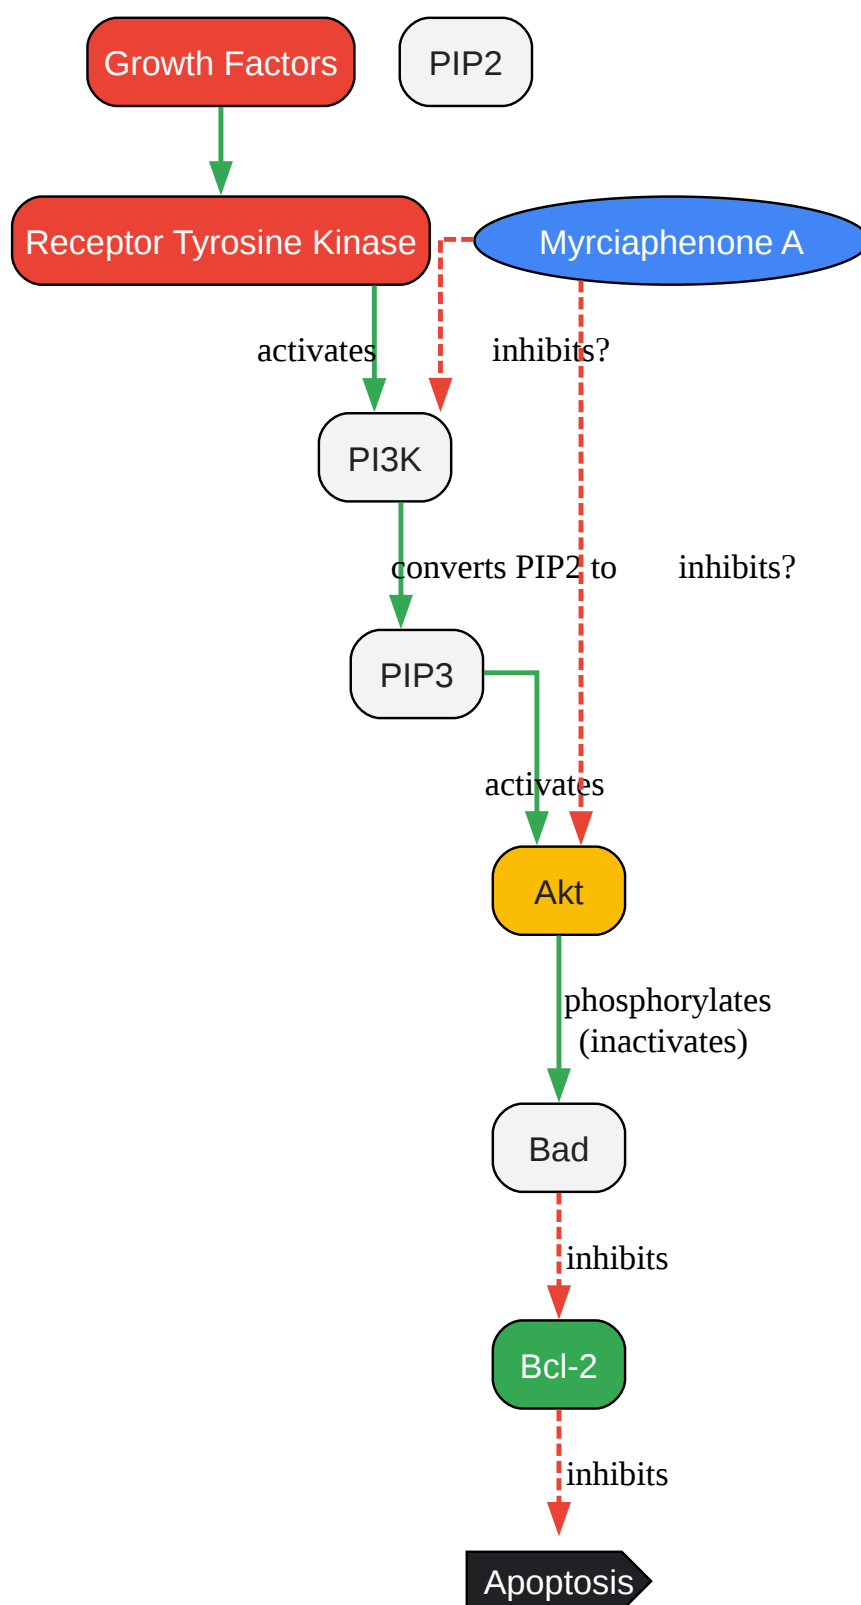 Growth Factors
PIP2
Receptor Tyrosine Kinase
Myrciaphenone A
activates
inhibits?
PI3K
converts PIP2 to
inhibits?
PIP3
activates
Akt
phosphorylates
(inactivates)
Bad
inhibits
Bcl-2
inhibits
Apoptosis